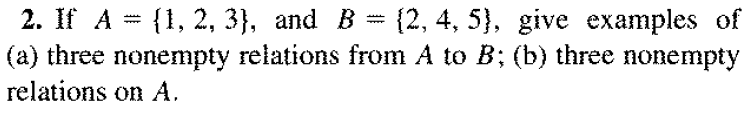 2. If A = {1, 2, 3}, and B = {2, 4, 5}, give examples of
(a) three nonempty relations from A to B; (b) three nonempty
relations on A.